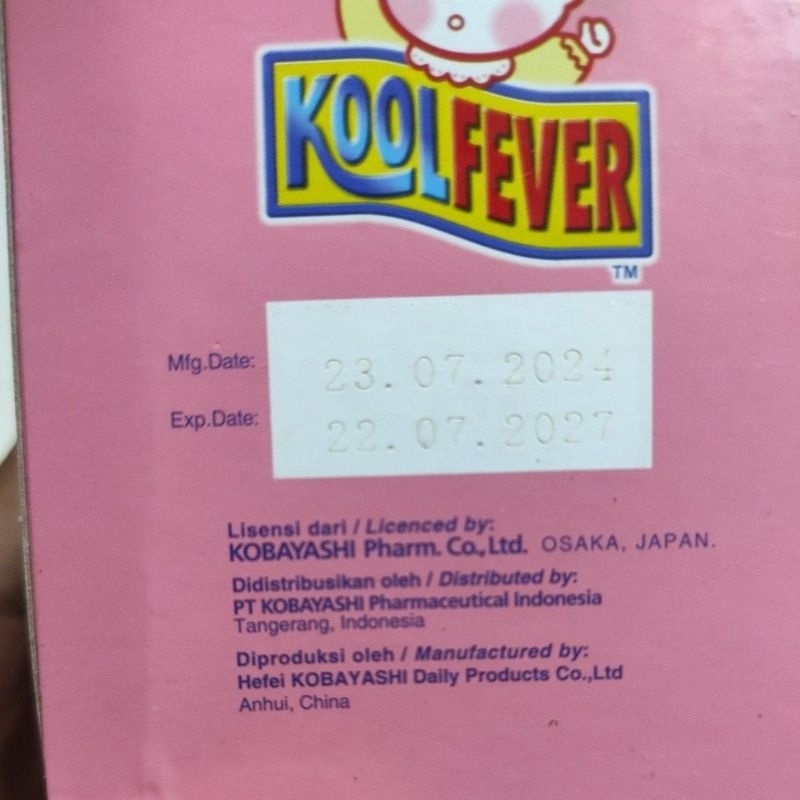 KOOLFEVER
TM
Mfg.Date: 23.07.2024
Exp.Date: 22.07.2027
Lisensi dari / Licenced by:
KOBAYASHI Pharm. Co.,Ltd. OSAKA, JAPAN.
Didistribusikan oleh / Distributed by:
PT KOBAYASHI Pharmaceutical Indonesia
Tangerang, Indonesia
Diproduksi oleh / Manufactured by:
Hefei KOBAYASHI Daily Products Co.,Ltd
Anhui, China